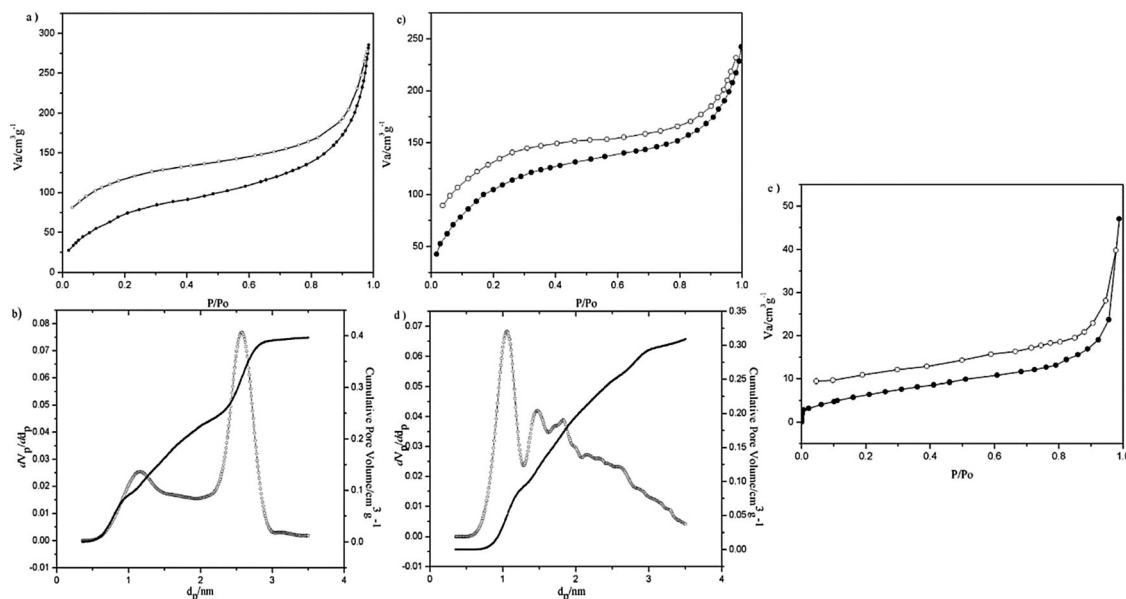 a )
300
250
200
150
100
50
0
Va/cm³g⁻¹
0.0 0.2 0.4 0.6 0.8 1.0
P/Po
c )
250
200
150
100
50
Va/cm³g⁻¹
0.0 0.2 0.4 0.6 0.8 1.0
P/Po
b )
0.08
0.07
0.06
0.05
0.04
0.03
0.02
0.01
0.00
-0.01
dVp/ddp
0.4
0.3
0.2
0.1
0.0
Cumulative Pore Volume/cm³g⁻¹
0 1 2 3 4
dp/nm
d )
0.07
0.06
0.05
0.04
0.03
0.02
0.01
0.00
-0.01
0.35
0.30
0.25
0.20
0.15
0.10
0.05
0.00
Cumulative Pore Volume/cm³g⁻¹
0 1 2 3 4
dp/nm
e )
50
40
30
20
10
0
Va/cm³g⁻¹
0.0 0.2 0.4 0.6 0.8 1.0
P/Po